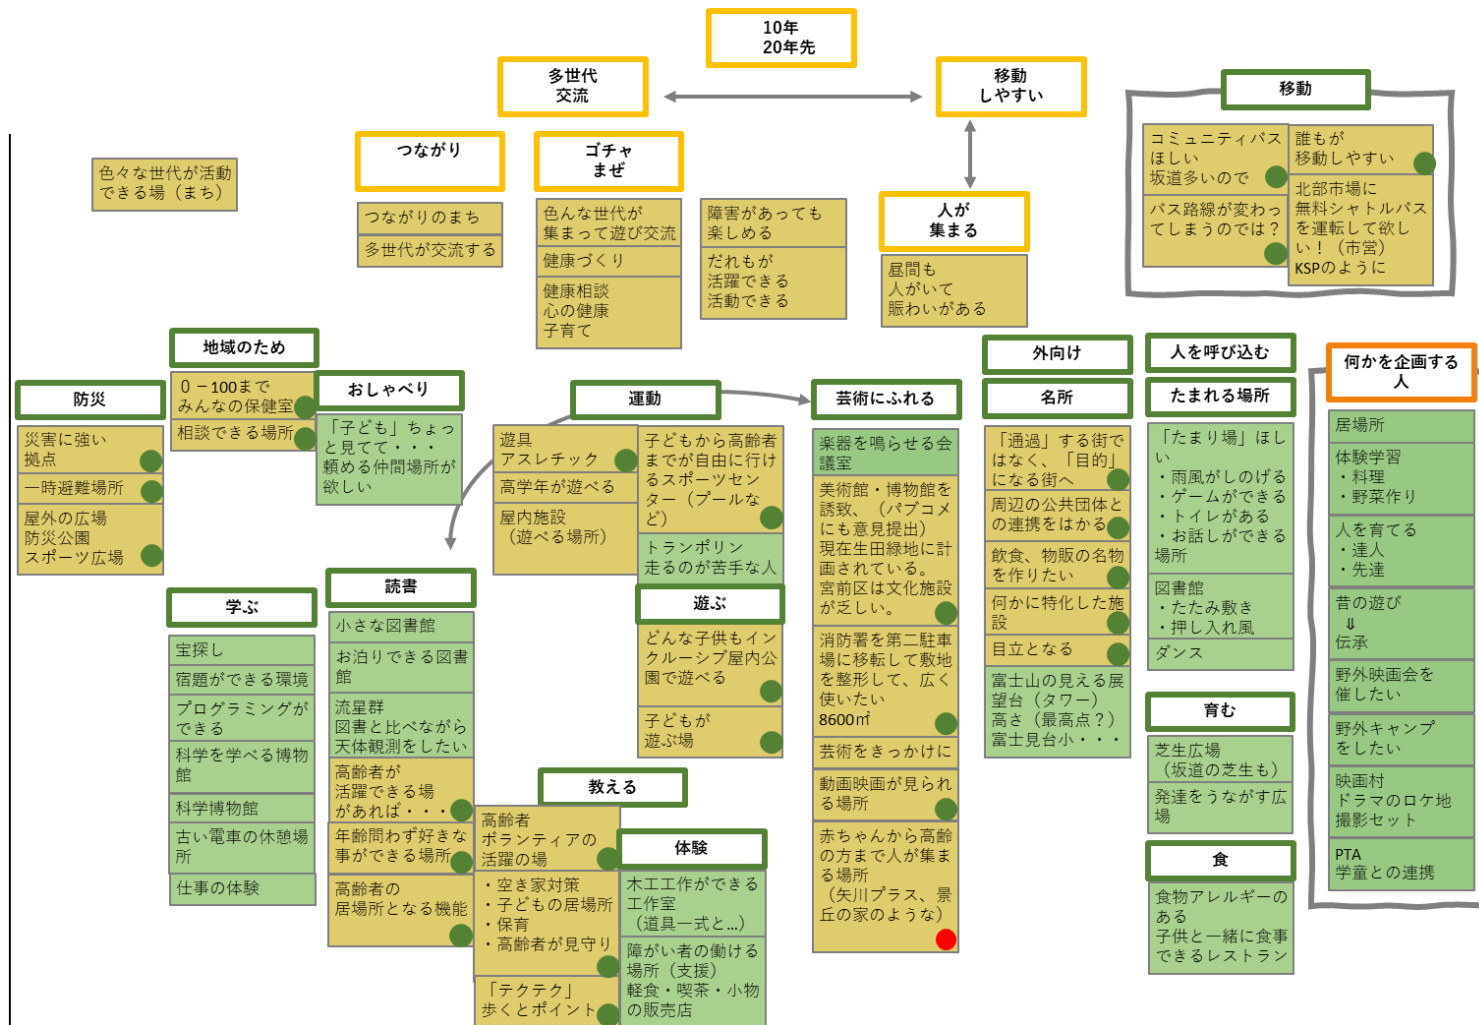 10年
20年先
多世代
交流
移動
しやすい
移動
コミュニティバス
ほしい
坂道多いので
誰もが
移動しやすい
バス路線が変わっ
てしまうのでは？
北部市場に
無料シャトルバス
を運転して欲し
い！（市営）
KSPのように
つながり
ゴチャ
まぜ
人が
集まる
色々な世代が活動
できる場（まち）
つながりのまち
多世代が交流する
色んな世代が
集まって遊び交流
健康づくり
健康相談
心の健康
子育て
障害があっても
楽しめる
だれもが
活躍できる
活動できる
昼間も
人がいて
賑わいがある
防災
災害に強い
拠点
一時避難場所
屋外の広場
防災公園
スポーツ広場
地域のため
０－100まで
みんなの保健室
相談できる場所
おしゃべり
「子ども」ちょっ
と見てて・・・
頼める仲間場所が
欲しい
運動
遊具
アスレチック
高学年が遊べる
屋内施設
（遊べる場所）
子どもから高齢者
までが自由に行け
るスポーツセン
ター（プールな
ど）
トランポリン
走るのが苦手な人
遊ぶ
どんな子供もイン
クルーシブ屋内公
園で遊べる
子どもが
遊ぶ場
芸術にふれる
楽器を鳴らせる会
議室
美術館・博物館を
誘致、（パブコメ
にも意見提出）
現在生田緑地に計
画されている。
宮前区は文化施設
が乏しい。
消防署を第二駐車
場に移転して敷地
を整形して、広く
使いたい
8600㎡
芸術をきっかけに
動画映画が見られ
る場所
赤ちゃんから高齢
の方まで人が集ま
る場所
（矢川プラス、景
丘の家のような）
外向け
名所
「通過」する街で
はなく、「目的」
になる街へ
周辺の公共団体と
の連携をはかる
飲食、物販の名物
を作りたい
何かに特化した施
設
目立となる
富士山の見える展
望台（タワー）
高さ（最高点？）
富士見台小・・・
人を呼び込む
たまれる場所
「たまり場」ほし
い
・雨風がしのげる
・ゲームができる
・トイレがある
・お話しができる
場所
図書館
・たたみ敷き
・押し入れ風
ダンス
育む
芝生広場
（坂道の芝生も）
発達をうながす広
場
食
食物アレルギーの
ある
子供と一緒に食事
できるレストラン
何かを企画する
人
居場所
体験学習
・料理
・野菜作り
人を育てる
・達人
・先達
昔の遊び
⇓
伝承
野外映画会を
催したい
野外キャンプ
をしたい
映画村
ドラマのロケ地
撮影セット
PTA
学童との連携
学ぶ
宝探し
宿題ができる環境
プログラミングが
できる
科学を学べる博物
館
科学博物館
古い電車の休憩場
所
仕事の体験
読書
小さな図書館
お泊りできる図書
館
流星群
図書と比べながら
天体観測をしたい
高齢者が
活躍できる場
があれば・・・
年齢問わず好きな
事ができる場所
高齢者の
居場所となる機能
教える
高齢者
ボランティアの
活躍の場
・空き家対策
・子どもの居場所
・保育
・高齢者が見守り
「テクテク」
歩くとポイント
体験
木工工作ができる
工作室
（道具一式と…）
障がい者の働ける
場所（支援）
軽食・喫茶・小物
の販売店